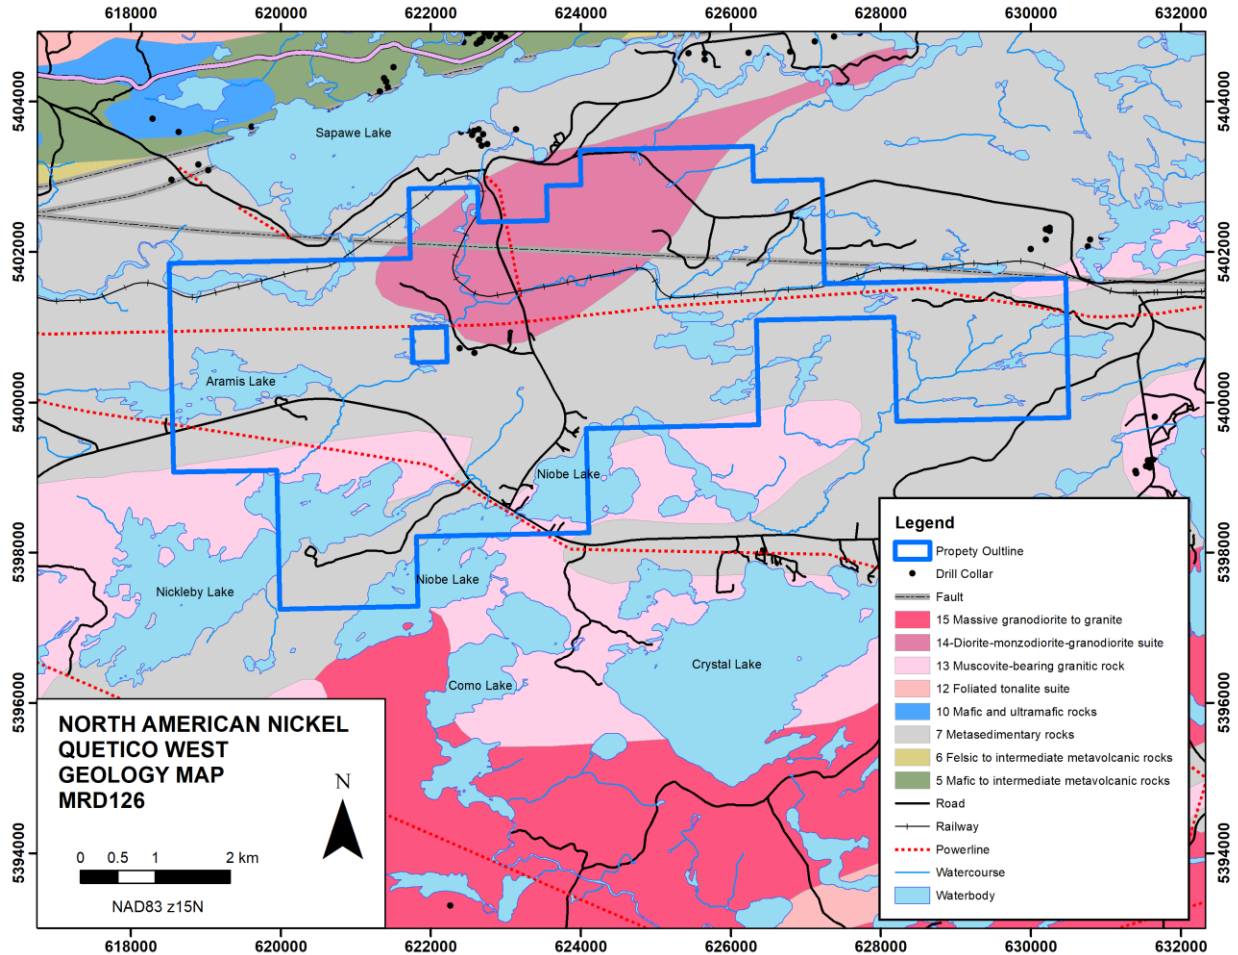 618000 620000 622000 624000 626000 628000 630000 632000
5404000 5404000
Sapawe Lake
5402000 5402000
Aramis Lake
5400000 5400000
Niobe Lake
Legend
Propety Oultline
5398000 5398000
Drill Collar
Niobe Lake
Nickleby Lake
Fault
15 Massive granodiorite to granite
14-Diorite-monzodiorite-granodiorite suite
Crystal Lake
13 Muscovite-bearing granitic rock
Como Lake
12 Foliated tonalite suite
5396000 5396000
10 Mafic and ultramafic rocks
7 Metasedimentary rocks
6 Felsic to intermediate metavolcanic rocks
5 Mafic to intermediate metavolcanic rocks
Road
Railway
Powerline
Watercourse
Waterbody
NORTH AMERICAN NICKEL
QUETICO WEST
GEOLOGY MAP
MRD126
N
5394000 5394000
0 0.5 1 2 km
NAD83 z15N
618000 620000 622000 624000 626000 628000 630000 632000